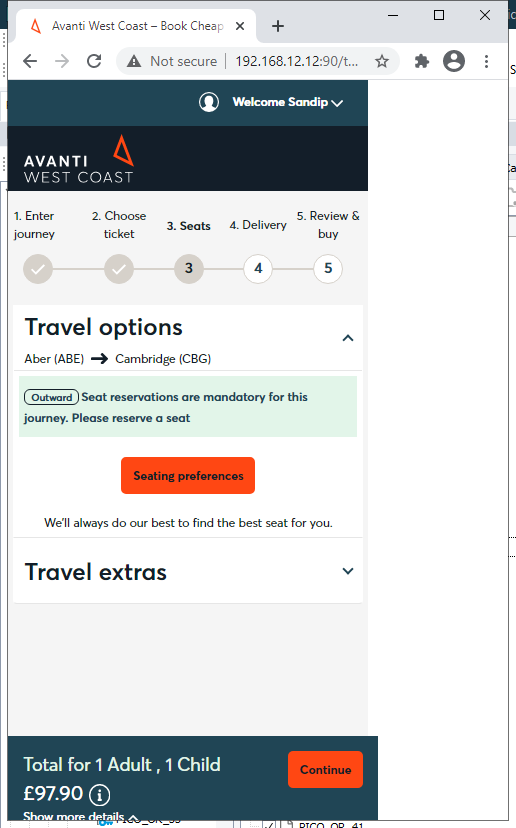 Avanti West Coast – Book Cheap
Not secure | 192.168.12.12:90/t...
Welcome Sandip
AVANTI
WEST COAST
1. Enter journey
2. Choose ticket
3. Seats
4. Delivery
5. Review & buy
3
4
5
Travel options
Aber (ABE) → Cambridge (CBG)
Outward Seat reservations are mandatory for this
journey. Please reserve a seat
Seating preferences
We'll always do our best to find the best seat for you.
Travel extras
Total for 1 Adult , 1 Child
£97.90
Continue
Show more details